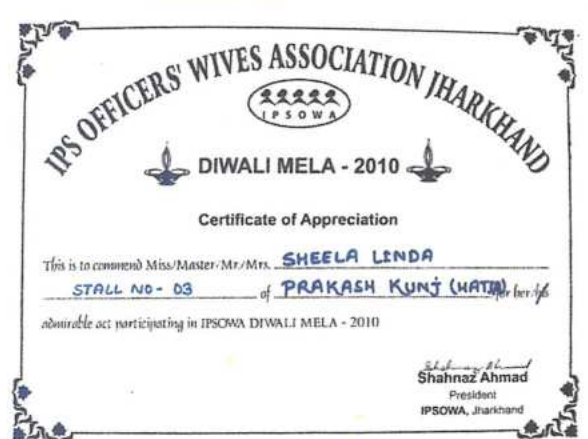 IPS OFFICERS' WIVES ASSOCIATION JHARKHAND
IPSOWA
DIWALI MELA - 2010
Certificate of Appreciation
This is to commend Miss/Master/Mr./Mrs. SHEELA LINDA
STALL NO- 03 of PRAKASH KUNJ (HATIA) for her/his
admirable act participating in IPSOWA DIWALI MELA - 2010
Shahnaz Ahmad
Shahnaz Ahmad
President
IPSOWA, Jharkhand